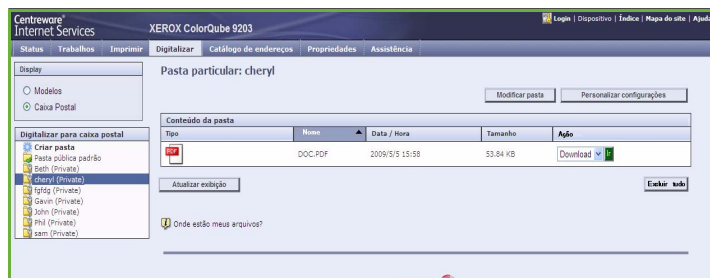 Centreware®
Internet Services
XEROX ColorQube 9203
Login | Dispositivo | Índice | Mapa do site | Ajuda
Status Trabalhos Imprimir Digitalizar Catálogo de endereços Propriedades Assistência
Display
Modelos
Caixa Postal
Digitalizar para caixa postal
Criar pasta
Pasta pública padrão
Beth (Private)
cheryl (Private)
fgfdg (Private)
Gavin (Private)
John (Private)
Phil (Private)
sam (Private)
Pasta particular: cheryl
Modificar pasta Personalizar configurações
Conteúdo da pasta
Tipo Nome Data / Hora Tamanho Ação
PDF DOC.PDF 2009/5/5 15:58 53.84 KB Download Ir
Atualizar exibição Excluir tudo
Onde estão meus arquivos?